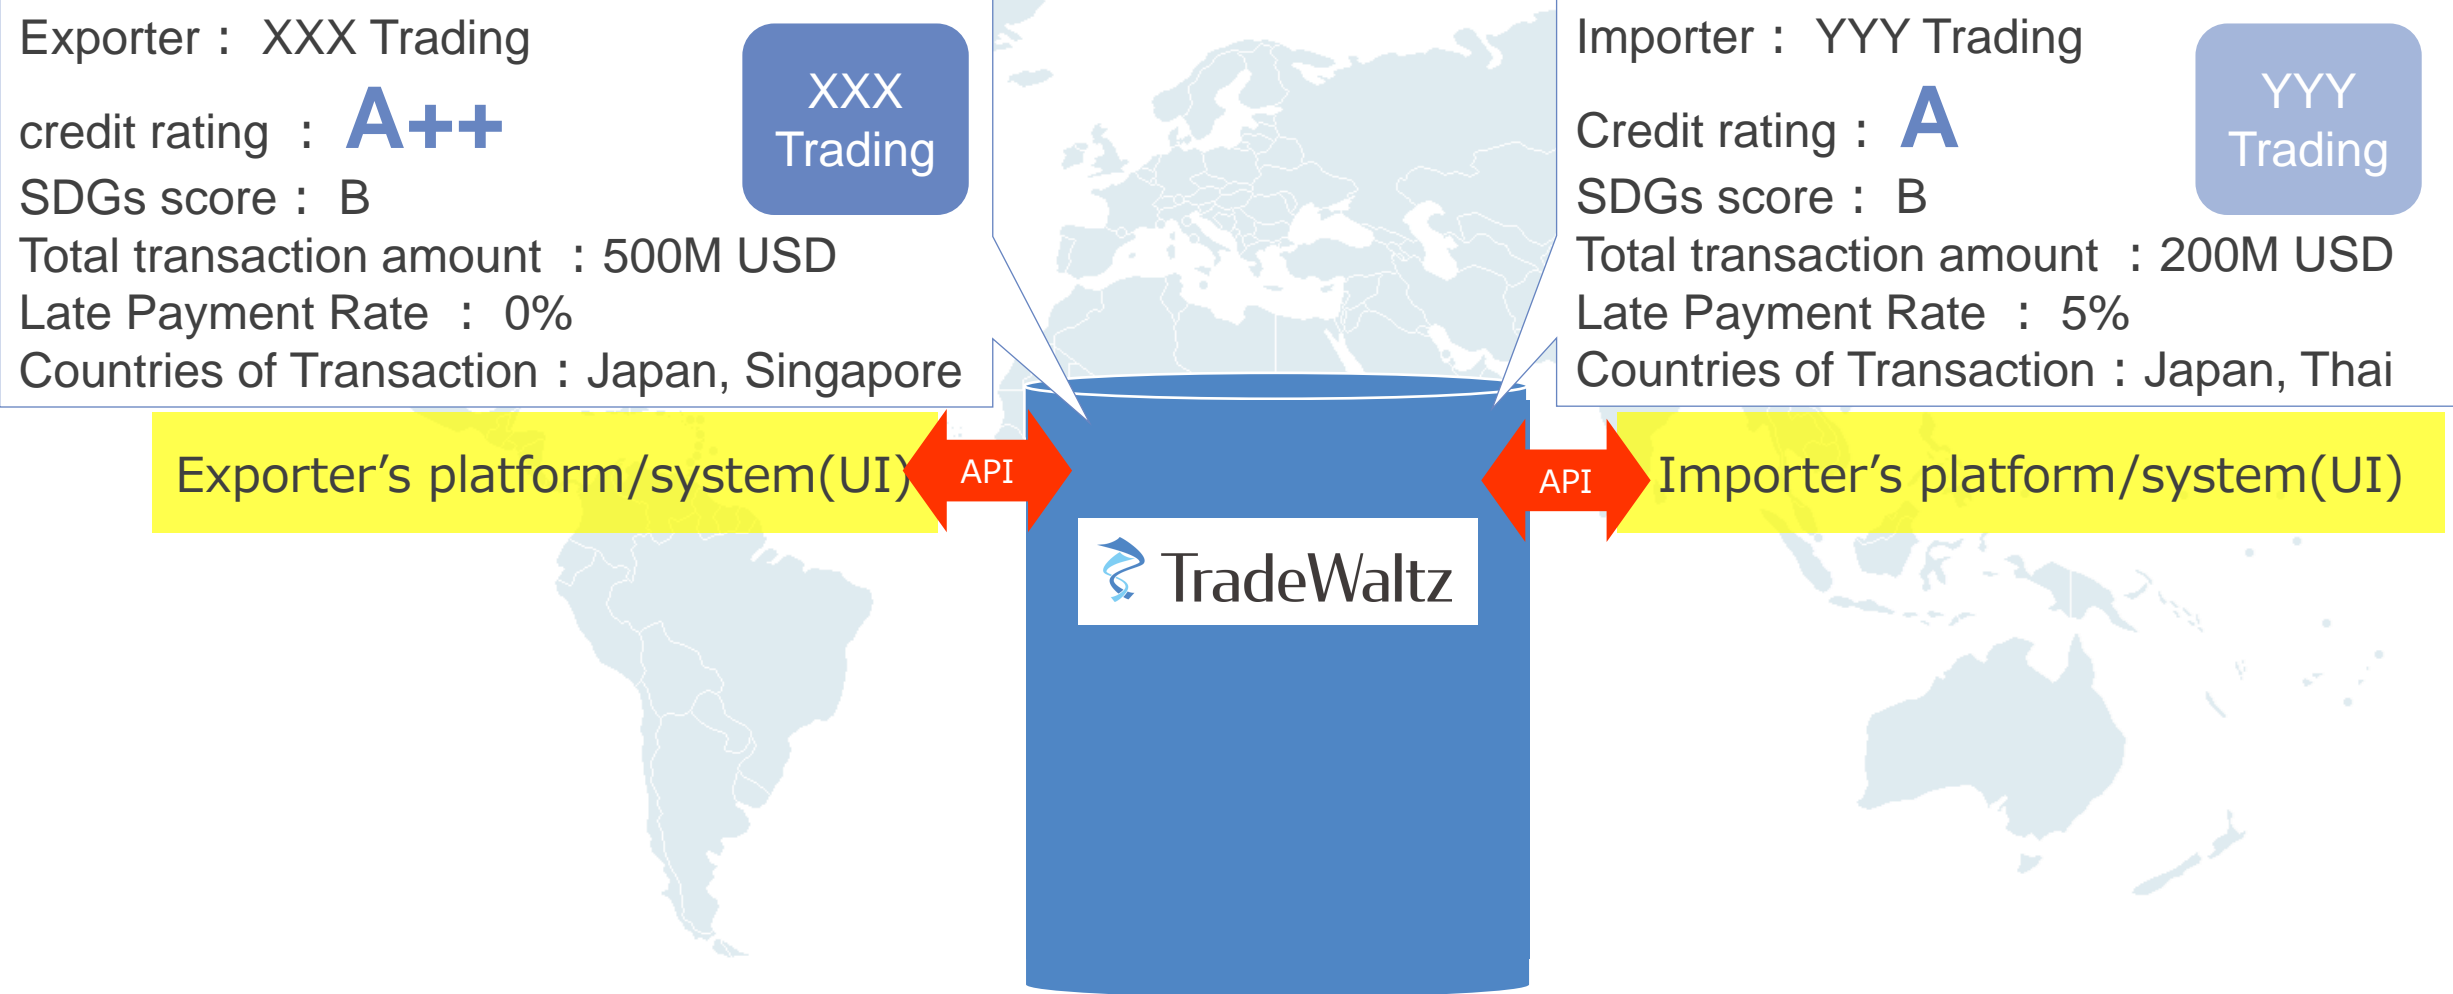 Exporter： XXX Trading
credit rating ： A++
SDGs score： B
Total transaction amount ：500M USD
Late Payment Rate ： 0%
Countries of Transaction：Japan, Singapore
XXX
Trading
Importer： YYY Trading
Credit rating： A
SDGs score： B
Total transaction amount ：200M USD
Late Payment Rate ： 5%
Countries of Transaction：Japan, Thai
YYY
Trading
Exporter’s platform/system(UI)
API
API
Importer’s platform/system(UI)
TradeWaltz